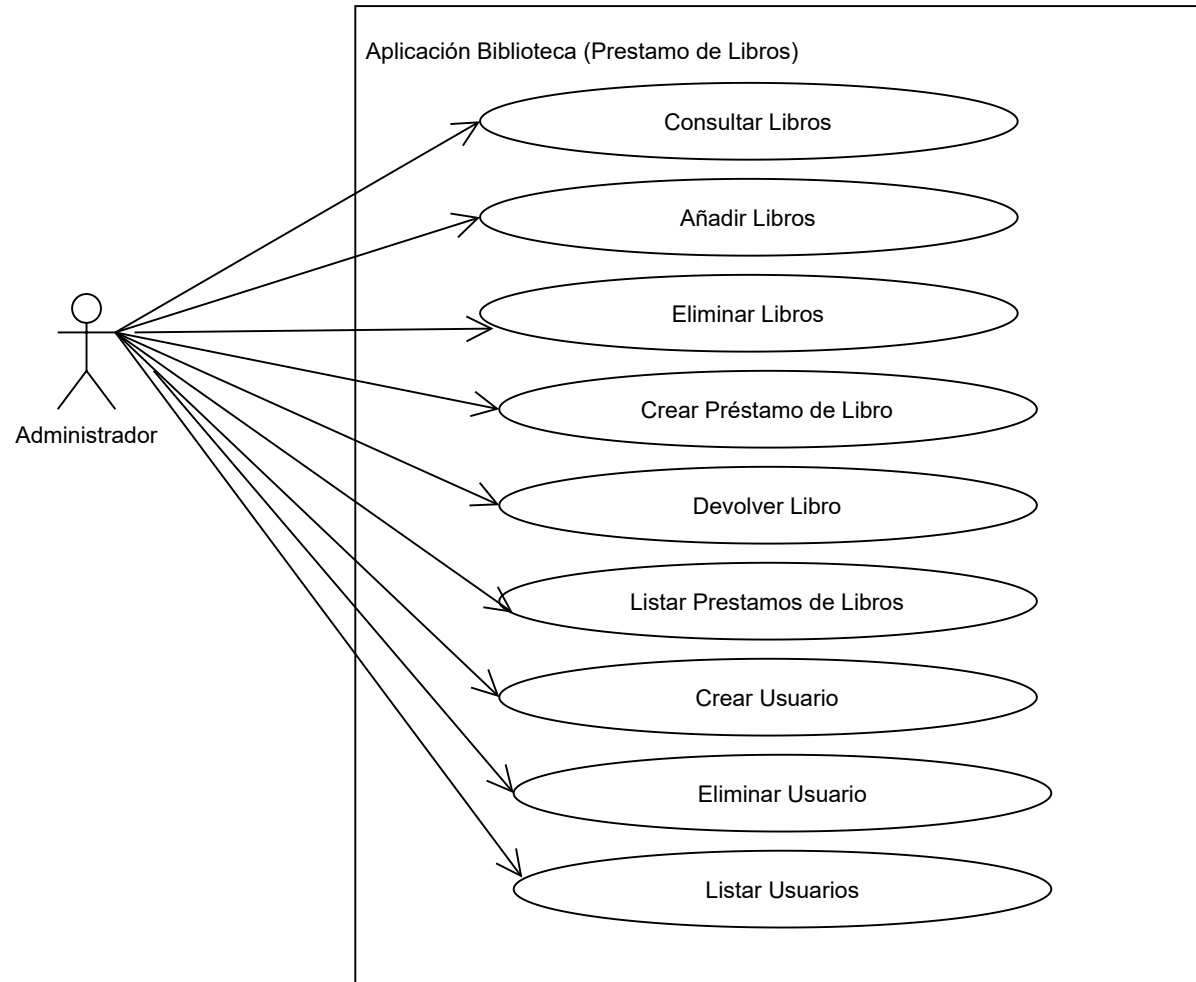 Aplicación Biblioteca (Prestamo de Libros)
Consultar Libros
Añadir Libros
Eliminar Libros
Crear Préstamo de Libro
Administrador
Devolver Libro
Listar Prestamos de Libros
Crear Usuario
Eliminar Usuario
Listar Usuarios